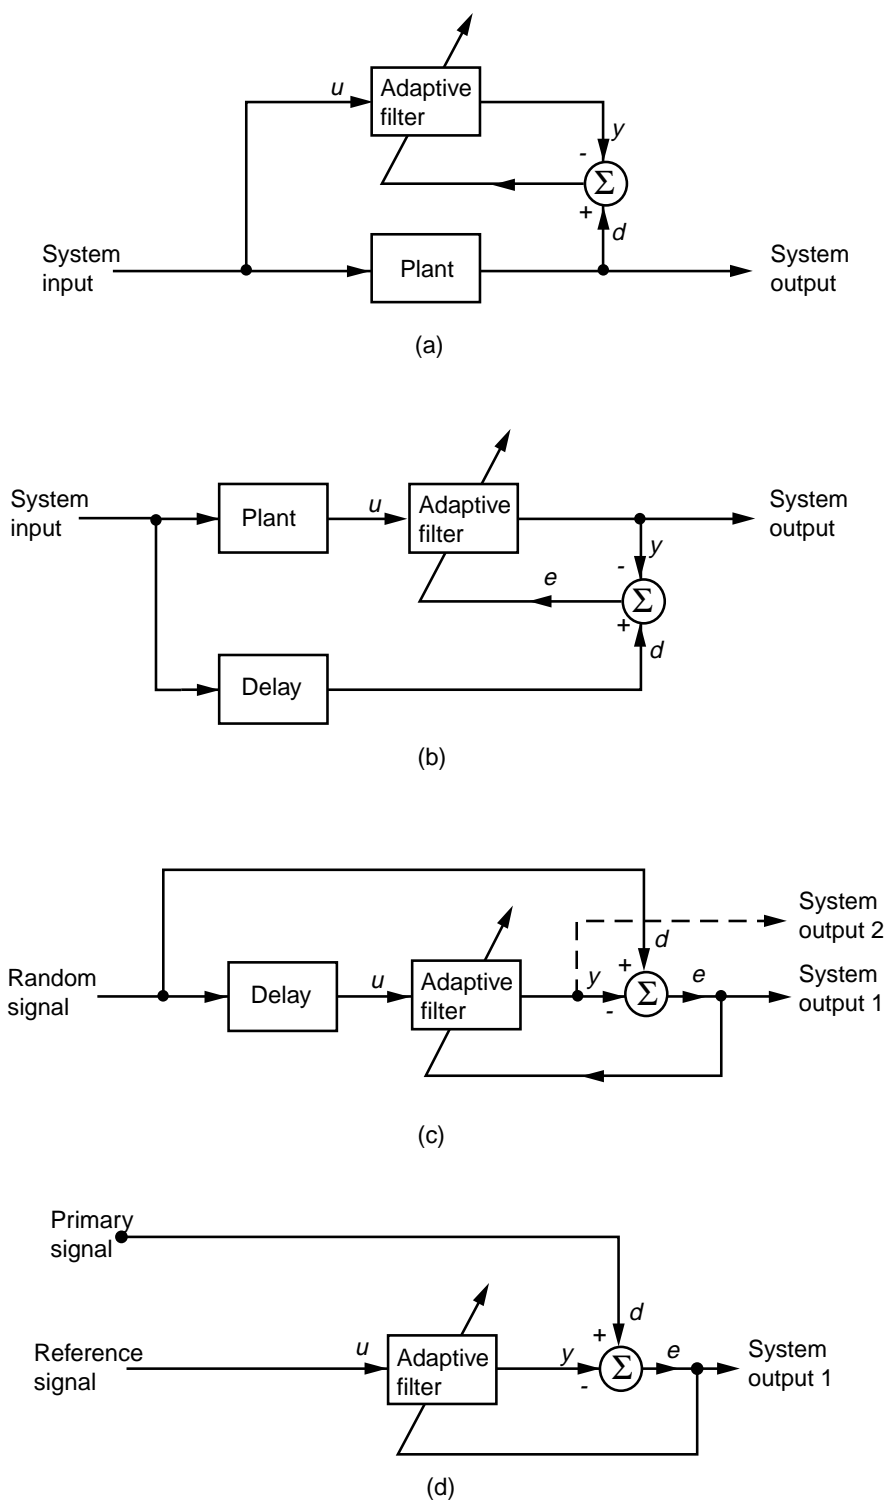 u
Adaptive
filter
y
-
Σ
+
d
System
input
Plant
System
output
(a)
System
input
Plant
u
Adaptive
filter
System
output
y
-
e
Σ
+
d
Delay
(b)
System
output 2
d
Random
signal
Delay
u
Adaptive
filter
y
+
-
Σ
e
System
output 1
(c)
Primary
signal
d
Reference
signal
u
Adaptive
filter
y
+
-
Σ
e
System
output 1
(d)